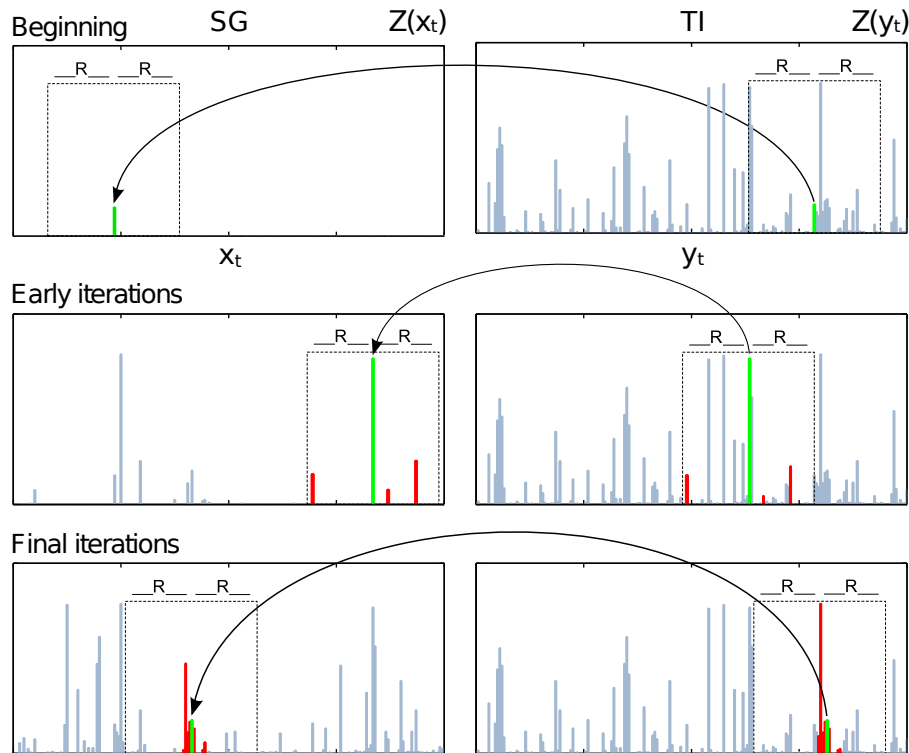 Beginning SG Z(xt) TI Z(yt)
__R__ __R__ __R__ __R__
xt yt
Early iterations
__R__ __R__ __R__ __R__
Final iterations
__R__ __R__ __R__ __R__